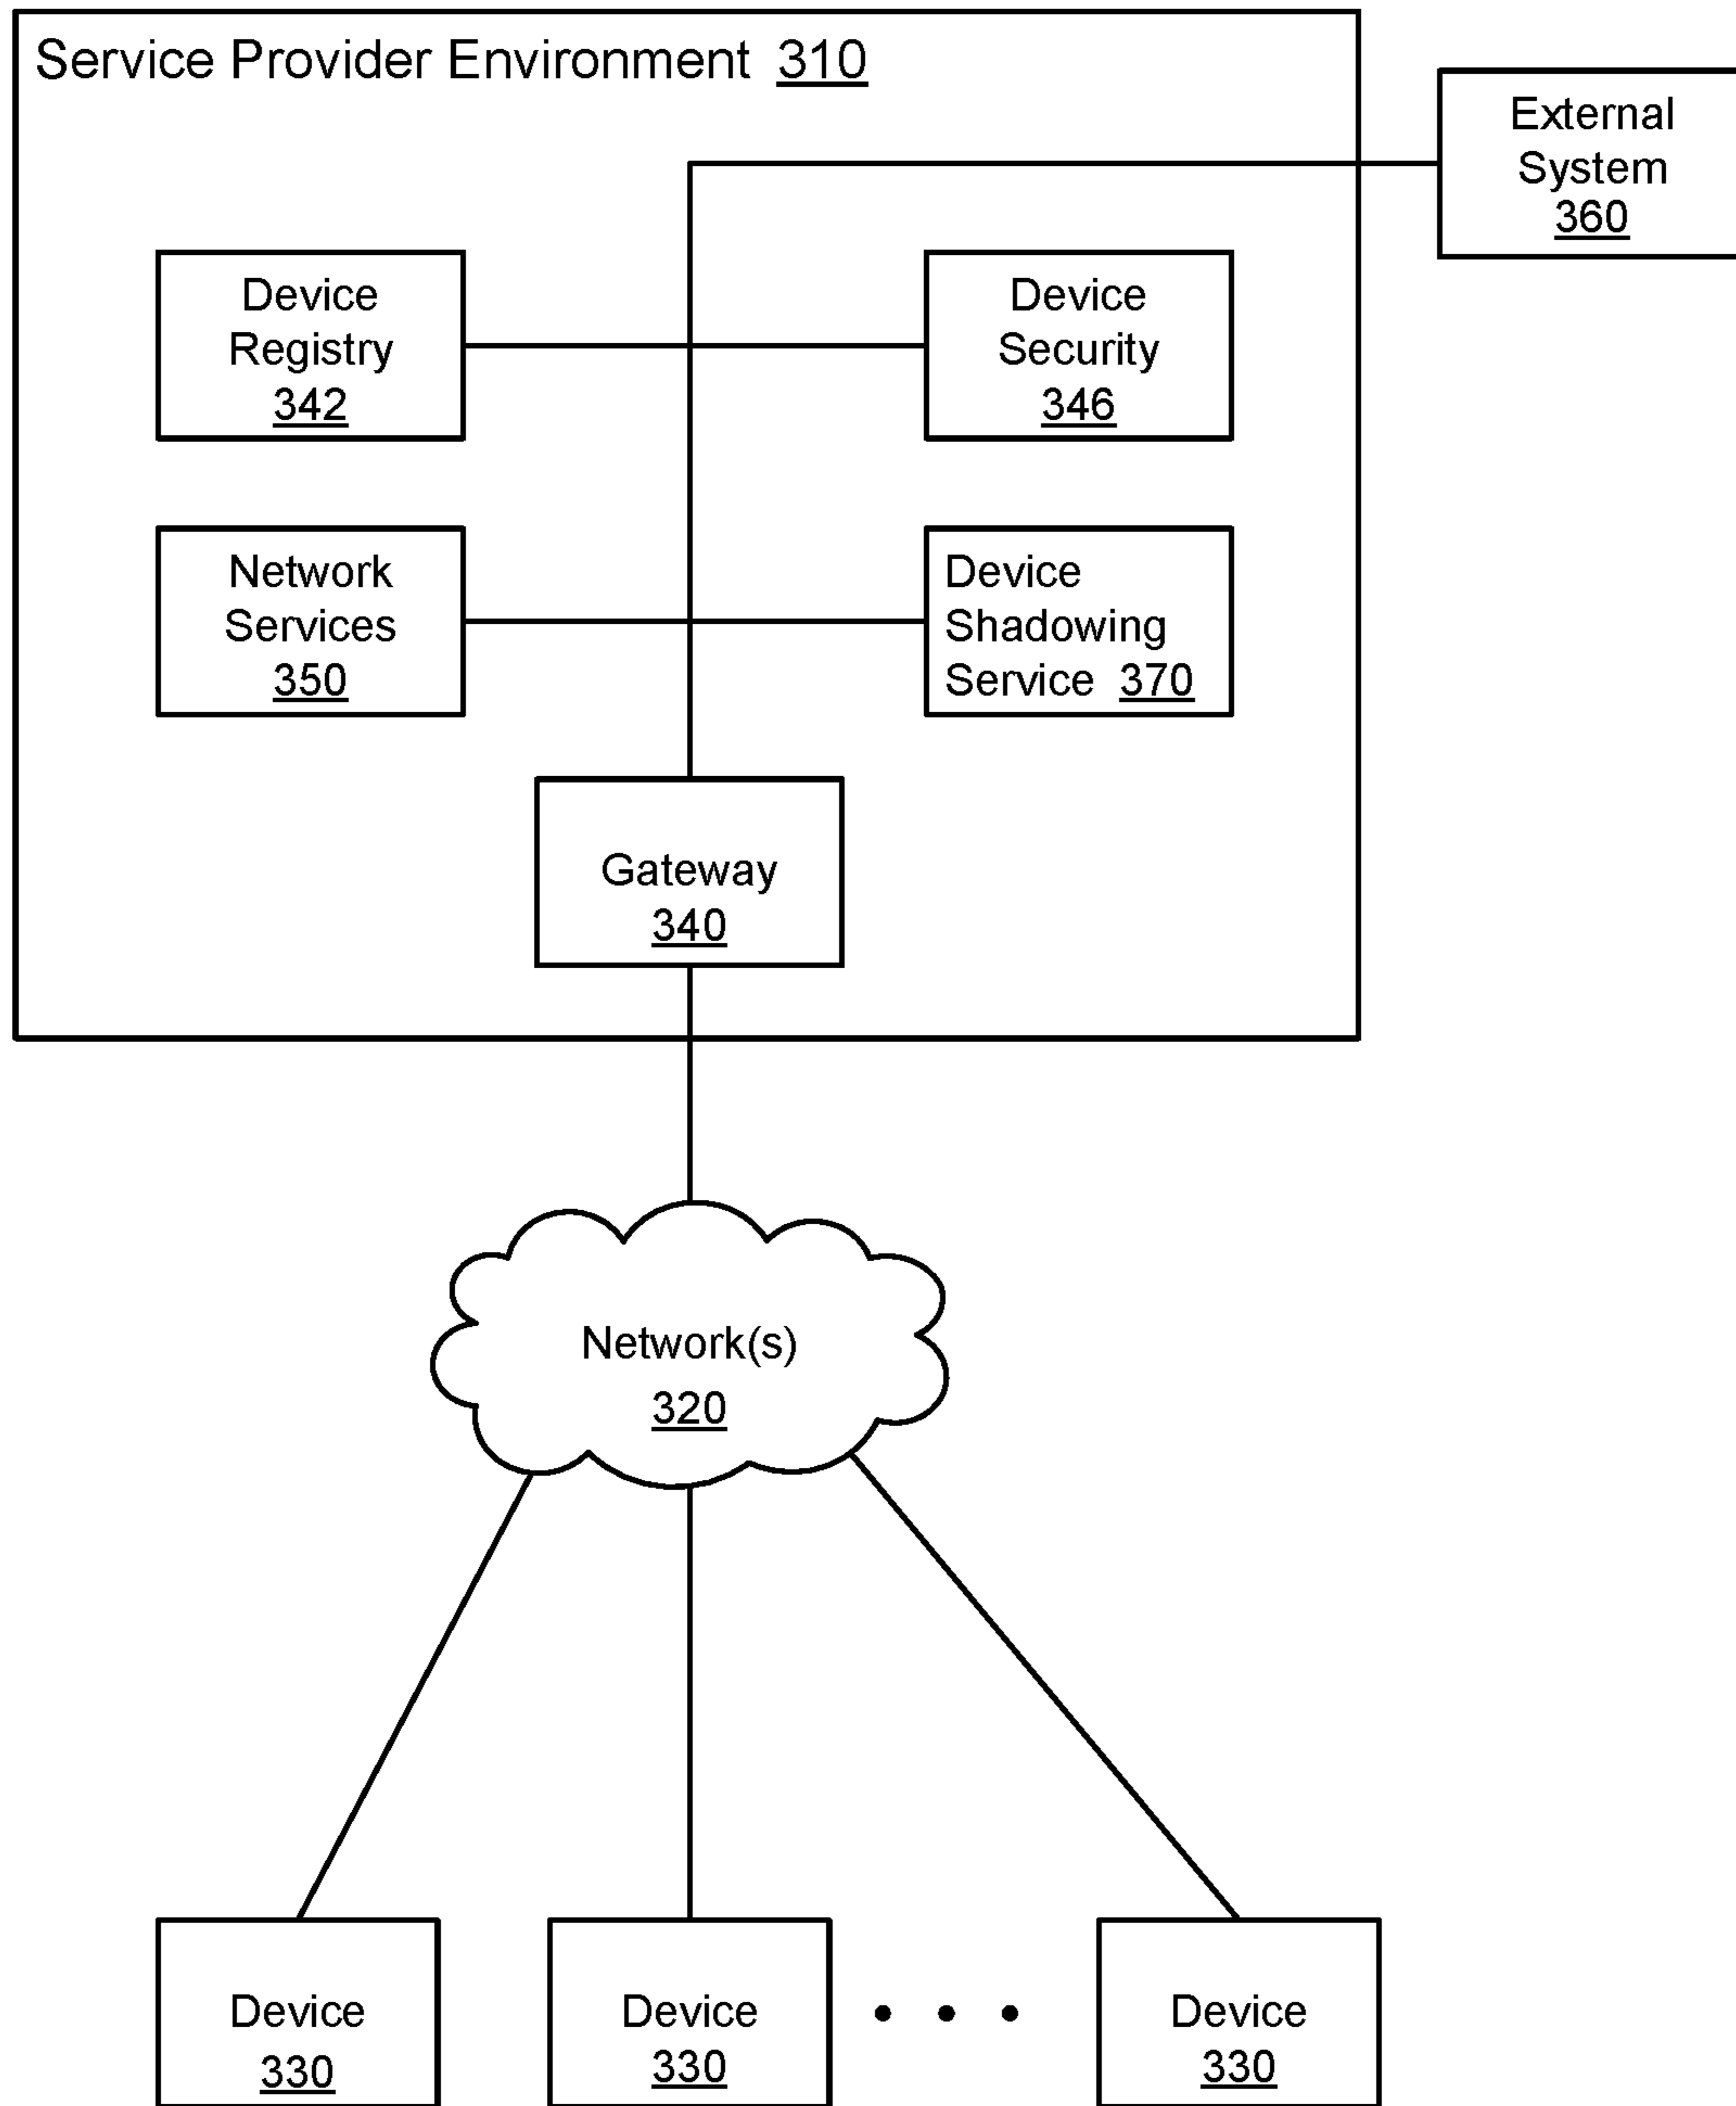 Service Provider Environment 310
External
System
360
Device
Registry
342
Device
Security
346
Network
Services
350
Device
Shadowing
Service 370
Gateway
340
Network(s)
320
Device
330
Device
330
Device
330